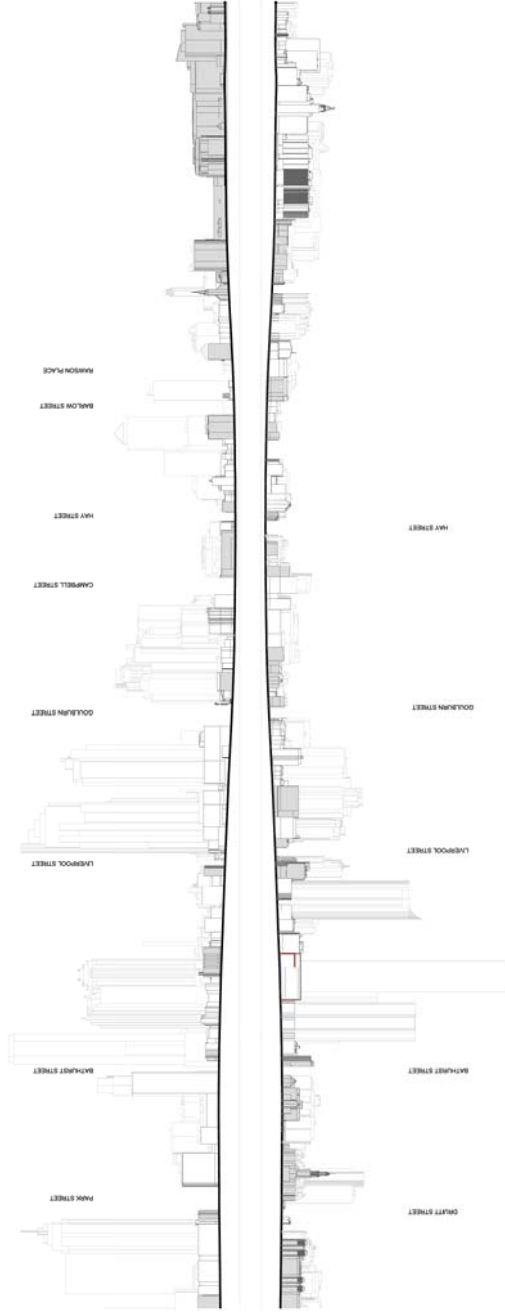 DRUITT STREET
BATHURST STREET
LIVERPOOL STREET
GOULBURN STREET
HAY STREET
PARK STREET
BATHURST STREET
LIVERPOOL STREET
GOULBURN STREET
CAMPBELL STREET
HAY STREET
BARLOW STREET
RAWSON PLACE